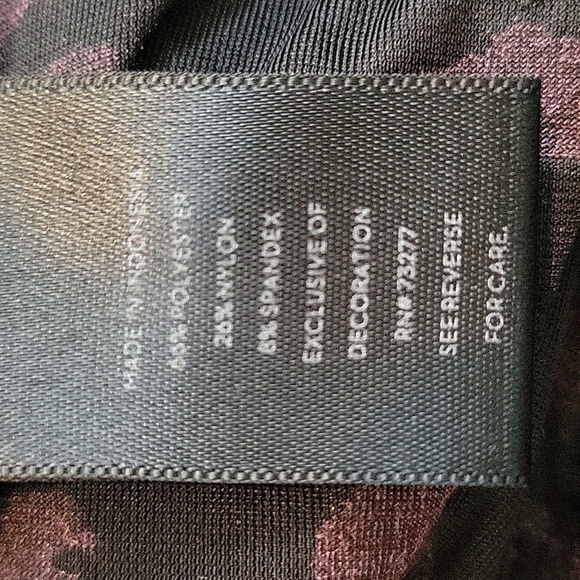 MADE IN INDONESIA
66% POLYESTER
26% NYLON
8% SPANDEX
EXCLUSIVE OF
DECORATION
RN# 73277
SEE REVERSE
FOR CARE.